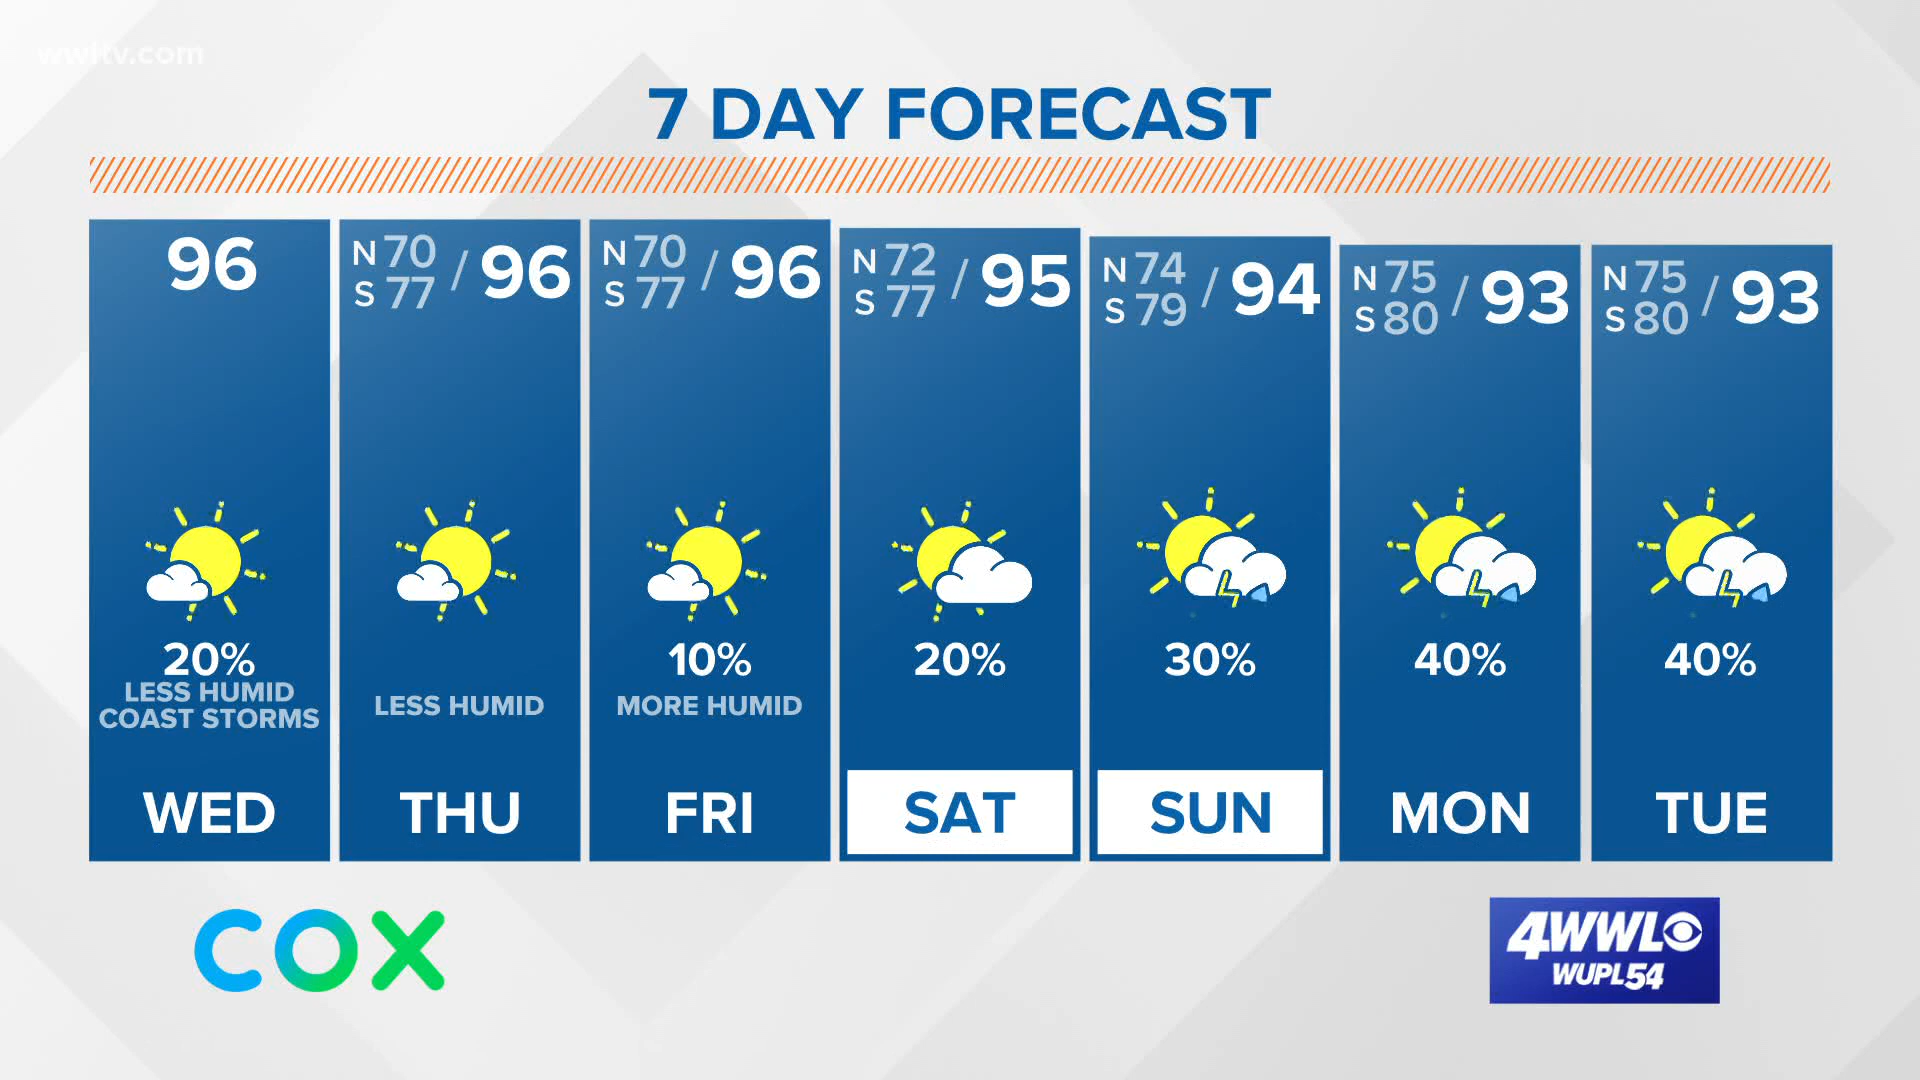 wwltv.com
7 DAY FORECAST
96
20%
LESS HUMID
COAST STORMS
WED
N 70
S 77 / 96
LESS HUMID
THU
N 70
S 77 / 96
10%
MORE HUMID
FRI
N 72
S 77 / 95
20%
SAT
N 74
S 79 / 94
30%
SUN
N 75
S 80 / 93
40%
MON
N 75
S 80 / 93
40%
TUE
COX
4WWL
WUPL54